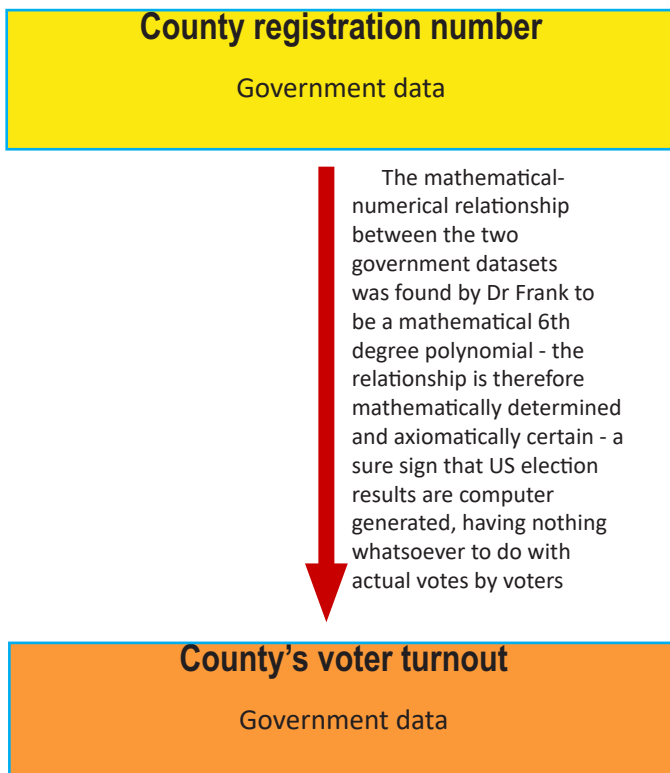 County registration number
Government data
The mathematical-
numerical relationship
between the two
government datasets
was found by Dr Frank to
be a mathematical 6th
degree polynomial - the
relationship is therefore
mathematically determined
and axiomatically certain - a
sure sign that US election
results are computer
generated, having nothing
whatsoever to do with
actual votes by voters
County’s voter turnout
Government data